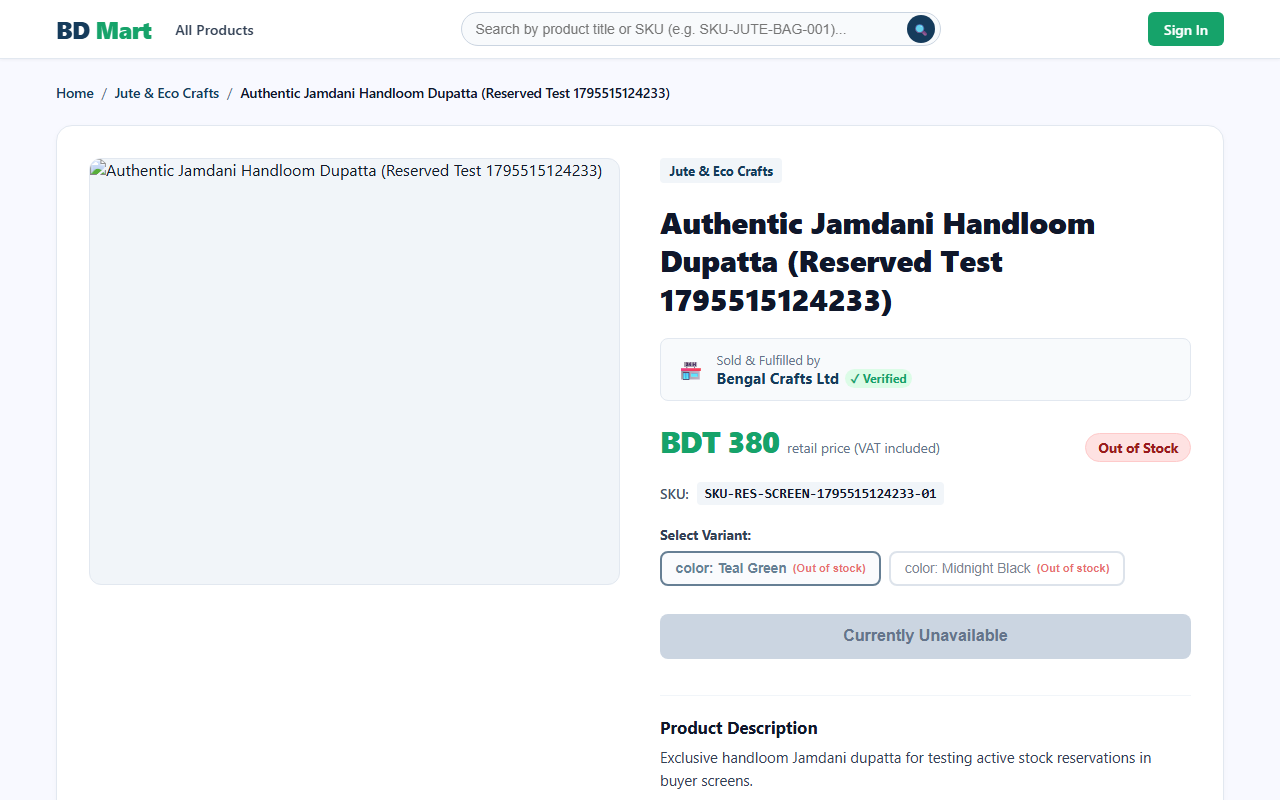 BD Mart
All Products
Search by product title or SKU (e.g. SKU-JUTE-BAG-001)...
Sign In
Home / Jute & Eco Crafts / Authentic Jamdani Handloom Dupatta (Reserved Test 1795515124233)
Authentic Jamdani Handloom Dupatta (Reserved Test 1795515124233)
Jute & Eco Crafts
Authentic Jamdani Handloom
Dupatta (Reserved Test
1795515124233)
Sold & Fulfilled by
Bengal Crafts Ltd ✓ Verified
BDT 380 retail price (VAT included)
Out of Stock
SKU: SKU-RES-SCREEN-1795515124233-01
Select Variant:
color: Teal Green (Out of stock)
color: Midnight Black (Out of stock)
Currently Unavailable
Product Description
Exclusive handloom Jamdani dupatta for testing active stock reservations in
buyer screens.